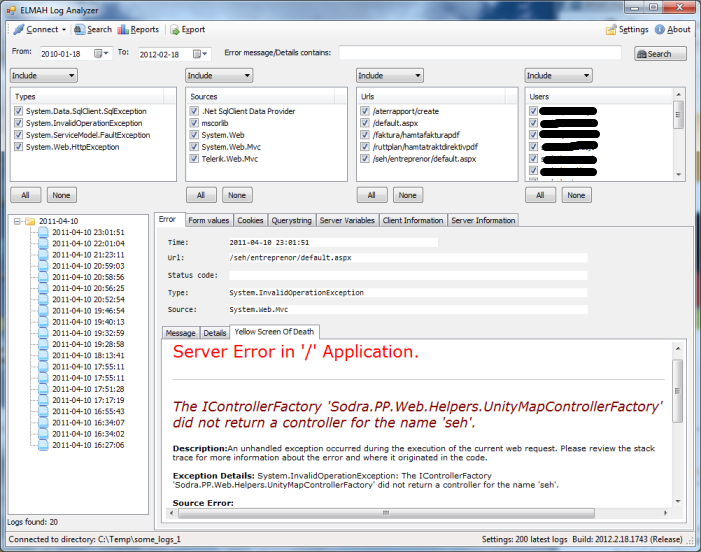 ELMAH Log Analyzer
Connect Search Reports Export Settings About
From: 2010-01-18 To: 2012-02-18 Error message/Details contains: Search
Include Include Include Include
Types
System.Data.SqlClient.SqlException
System.InvalidOperationException
System.ServiceModel.FaultException
System.Web.HttpException
Sources
.Net SqlClient Data Provider
mscorlib
System.Web
System.Web.Mvc
Telerik.Web.Mvc
Urls
/aterrapport/create
/default.aspx
/faktura/hamtafakturapdf
/ruttplan/hamtatraktdirektivpdf
/seh/entreprenor/default.aspx
Users
All None All None All None All None
2011-04-10
2011-04-10 23:01:51
2011-04-10 22:01:04
2011-04-10 21:23:11
2011-04-10 20:59:03
2011-04-10 20:58:56
2011-04-10 20:56:25
2011-04-10 20:52:54
2011-04-10 19:46:54
2011-04-10 19:40:13
2011-04-10 19:32:59
2011-04-10 19:28:58
2011-04-10 18:13:41
2011-04-10 17:55:11
2011-04-10 17:55:11
2011-04-10 17:51:28
2011-04-10 17:17:19
2011-04-10 16:55:43
2011-04-10 16:34:07
2011-04-10 16:34:02
2011-04-10 16:27:06
Logs found: 20
Error Form values Cookies Querystring Server Variables Client Information Server Information
Time: 2011-04-10 23:01:51
Url: /seh/entreprenor/default.aspx
Status code:
Type: System.InvalidOperationException
Source: System.Web.Mvc
Message Details Yellow Screen Of Death
Server Error in '/' Application.
The IControllerFactory 'Sodra.PP.Web.Helpers.UnityMapControllerFactory'
did not return a controller for the name 'seh'.
Description:An unhandled exception occurred during the execution of the current web request. Please review the stack
trace for more information about the error and where it originated in the code.
Exception Details: System.InvalidOperationException: The IControllerFactory
'Sodra.PP.Web.Helpers.UnityMapControllerFactory' did not return a controller for the name 'seh'.
Source Error:
Connected to directory: C:\Temp\some_logs_1 Settings: 200 latest logs Build: 2012.2.18.1743 (Release)